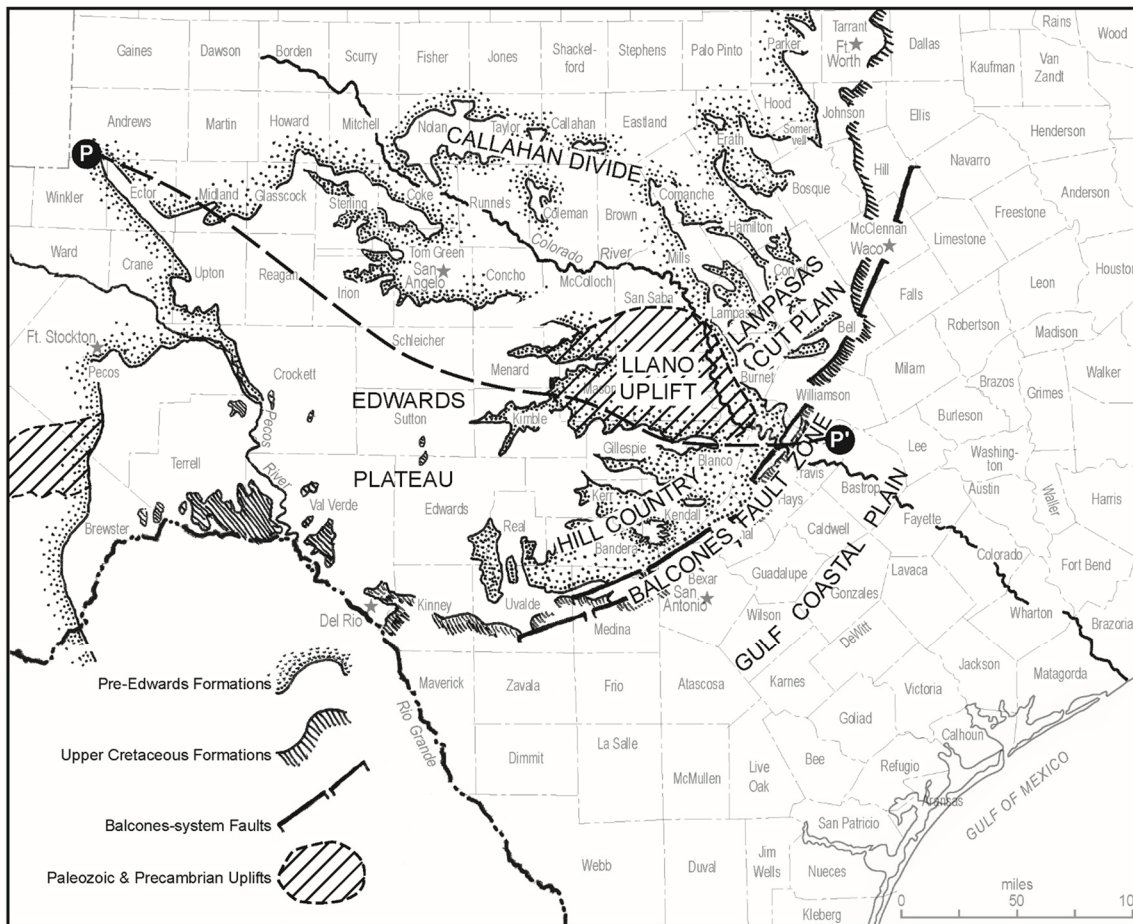 Gaines
Dawson
Borden
Scurry
Fisher
Jones
Shackel-
ford
Stephens
Palo Pinto
Parker
Tarrant
Ft
Worth
Dallas
Rains
Wood
Kaufman
Van
Zandt
Andrews
Martin
Howard
Mitchell
Nolan
Taylor
Callahan
Eastland
Erath
Hood
Somer-
vell
Johnson
Ellis
Henderson
CALLAHAN DIVIDE
P
Winkler
Ector
Midland
Glasscock
Sterling
Coke
Runnels
Coleman
Brown
Comanche
Hamilton
Bosque
Hill
Navarro
Anderson
Freestone
McClennan
Waco
Limestone
Ward
Crane
Upton
Reagan
Irion
Tom Green
San
Angelo
Concho
Colorado
River
McColloch
Mills
San Saba
Lampasas
Cory
LAMPASAS
CUT PLAIN
Falls
Leon
Houston
Bell
Robertson
Madison
Ft. Stockton
Pecos
Crockett
Schleicher
Menard
Mason
LLANO
UPLIFT
Burnet
Williamson
Milam
Brazos
Grimes
Walker
EDWARDS
PLATEAU
Sutton
Kimble
Gillespie
Blanco
P'
Travis
Burleson
Lee
Washing-
ton
Austin
Waller
Harris
Terrell
Pecos
River
Val Verde
Edwards
Real
Kerr
Kendall
Bandera
HILL COUNTRY
BALCONES FAULT ZONE
Hays
Bastrop
Caldwell
Fayette
Colorado
Fort Bend
Brewster
Del Rio
Kinney
Uvalde
Medina
Bexar
San
Antonio
mal
Guadalupe
Wilson
Gonzales
Lavaca
Wharton
Brazoria
GULF COASTAL PLAIN
DeWitt
Jackson
Matagorda
Maverick
Zavala
Frio
Atascosa
Karnes
Victoria
Goliad
Calhoun
Rio Grande
Dimmit
La Salle
McMullen
Live
Oak
Bee
Refugio
Aransas
GULF OF MEXICO
San Patricio
Webb
Duval
Jim
Wells
Nueces
Kleberg
Pre-Edwards Formations
Upper Cretaceous Formations
Balcones-system Faults
Paleozoic & Precambrian Uplifts
miles
0
50
10